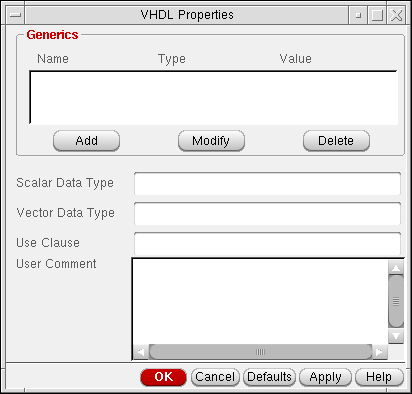 VHDL Properties
Generics
Name Type Value
Add Modify Delete
Scalar Data Type
Vector Data Type
Use Clause
User Comment
OK Cancel Defaults Apply Help